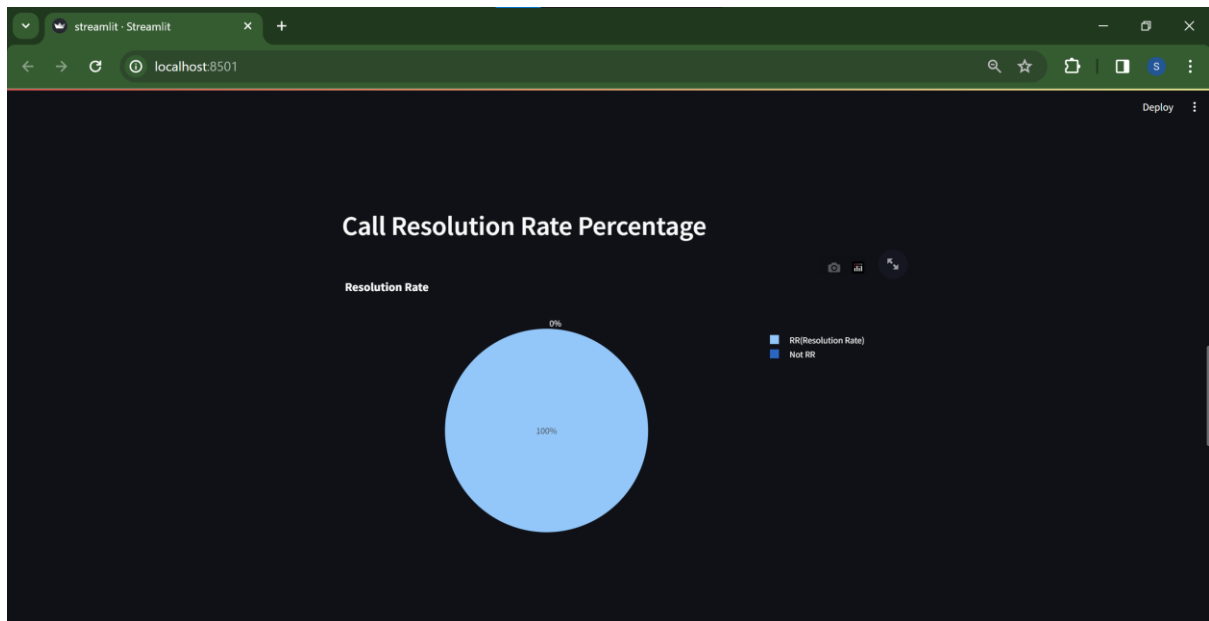 streamlit · Streamlit
localhost:8501
S
Deploy
Call Resolution Rate Percentage
Resolution Rate
0%
RR(Resolution Rate)
Not RR
100%